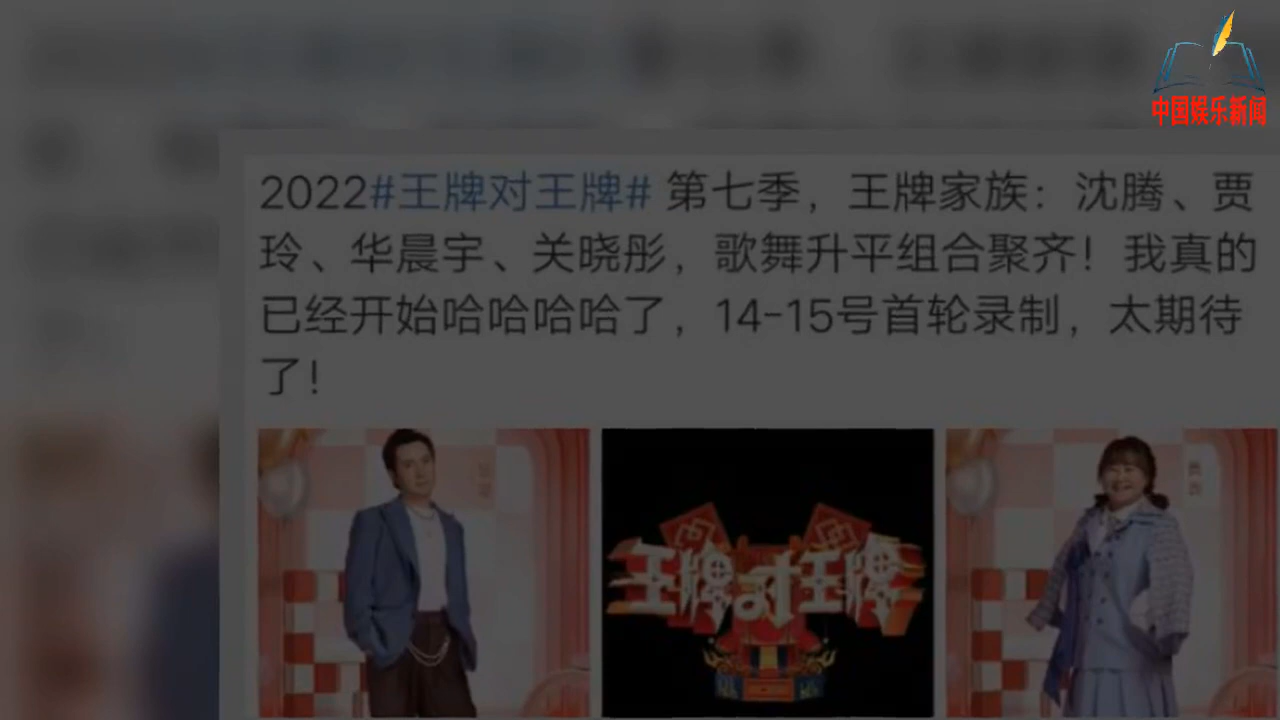 中国娱乐新闻
2022#王牌对王牌# 第七季，王牌家族：沈腾、贾
玲、华晨宇、关晓彤，歌舞升平组合聚齐！我真的
已经开始哈哈哈哈了，14-15号首轮录制，太期待
了！
王牌对王牌